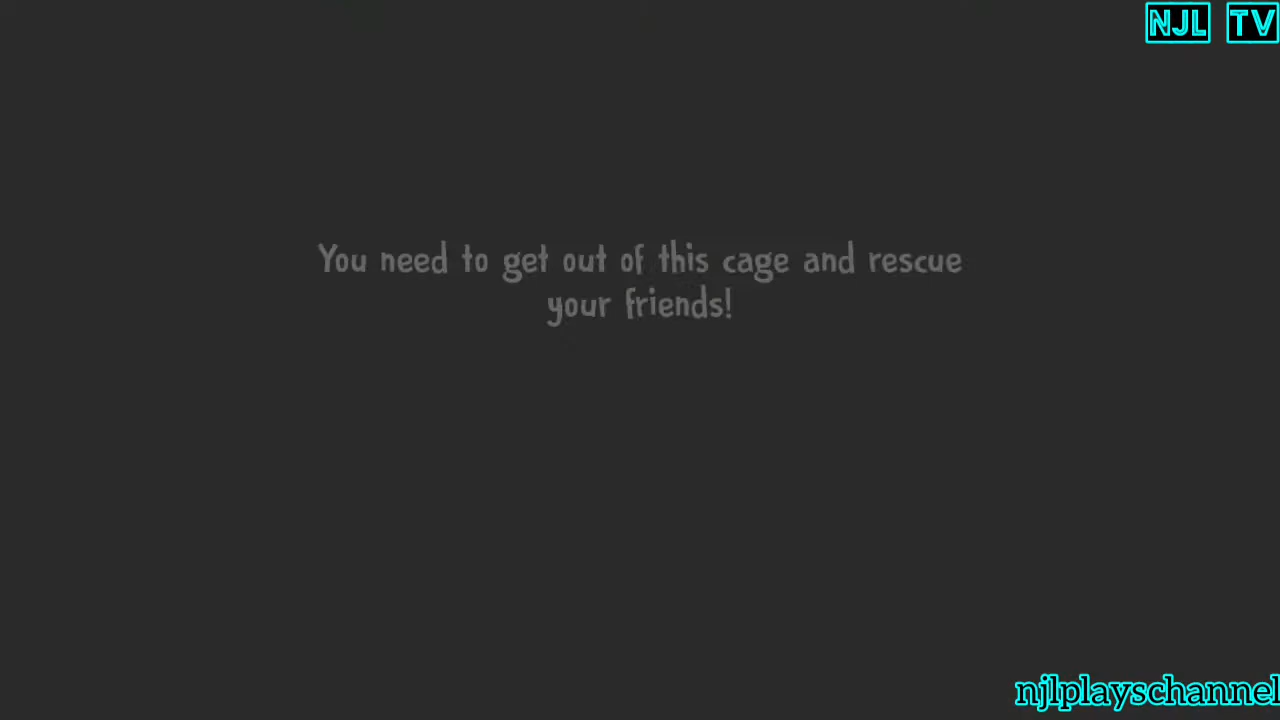 NJL TV
You need to get out of this cage and rescue
your friends!
njlplayschannel